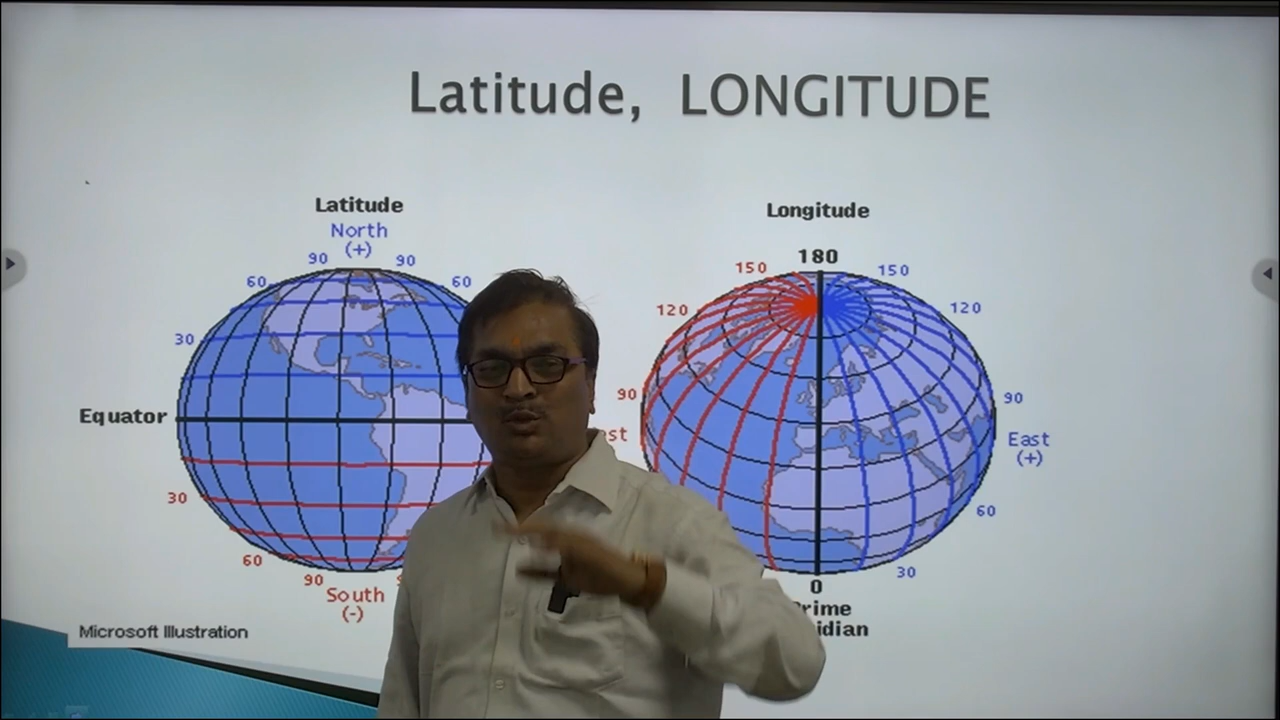 Latitude, LONGITUDE
Latitude
North
(+)
90 90
60 60
30
Equator
30
60
90
South
(-)
Microsoft Illustration
Longitude
180
150 150
120 120
90 90
East
(+)
60
30
0